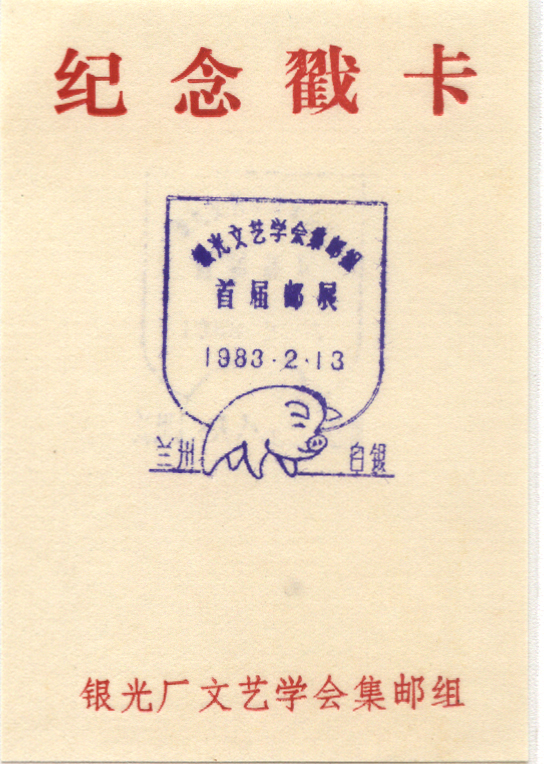 纪念戳卡
银光文艺学会集邮组
首届邮展
1983·2·13
兰州 白银
银光厂文艺学会集邮组